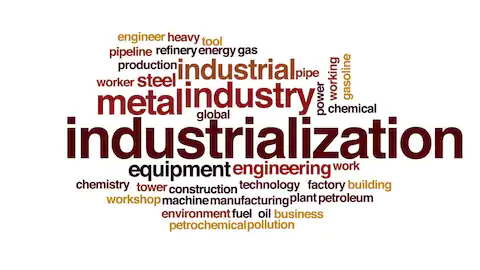 engineer heavy tool
pipeline refinery energy gas
production industrial pipe
worker steel power working gasoline
metal industry chemical
global
industrialization
equipment engineering work
chemistry tower construction technology factory building
workshop machine manufacturing plant petroleum
environment fuel oil business
petrochemical pollution